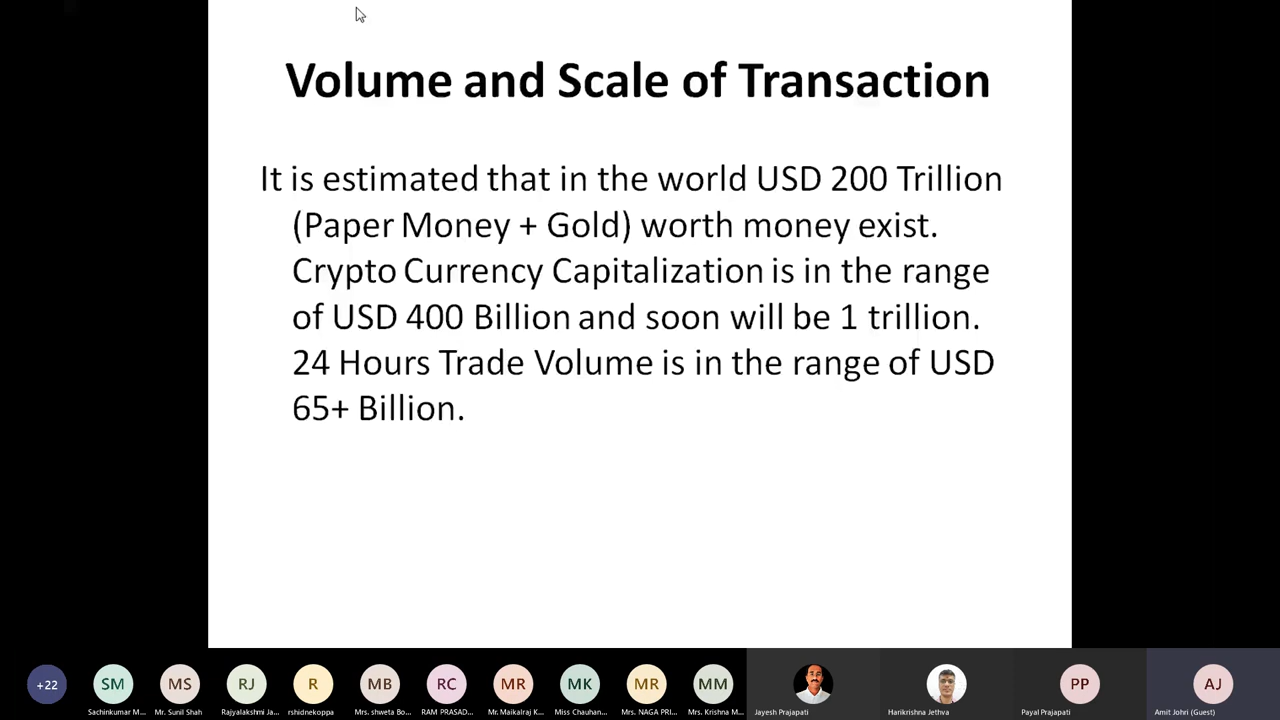 Volume and Scale of Transaction
It is estimated that in the world USD 200 Trillion
(Paper Money + Gold) worth money exist.
Crypto Currency Capitalization is in the range
of USD 400 Billion and soon will be 1 trillion.
24 Hours Trade Volume is in the range of USD
65+ Billion.
+22 SM MS RJ R MB RC MR MK MR MM PP AJ
Sachinkumar M... Mr. Sunil Shah Rajyalakshmi Ja... rshidnekoppa Mrs. shweta Bo... RAM PRASAD... Mr. Maikalraj K... Miss Chauhan... Mrs. NAGA PRI... Mrs. Krishna M... Jayesh Prajapati Harikrishna Jethva Payal Prajapati Amit Johri (Guest)